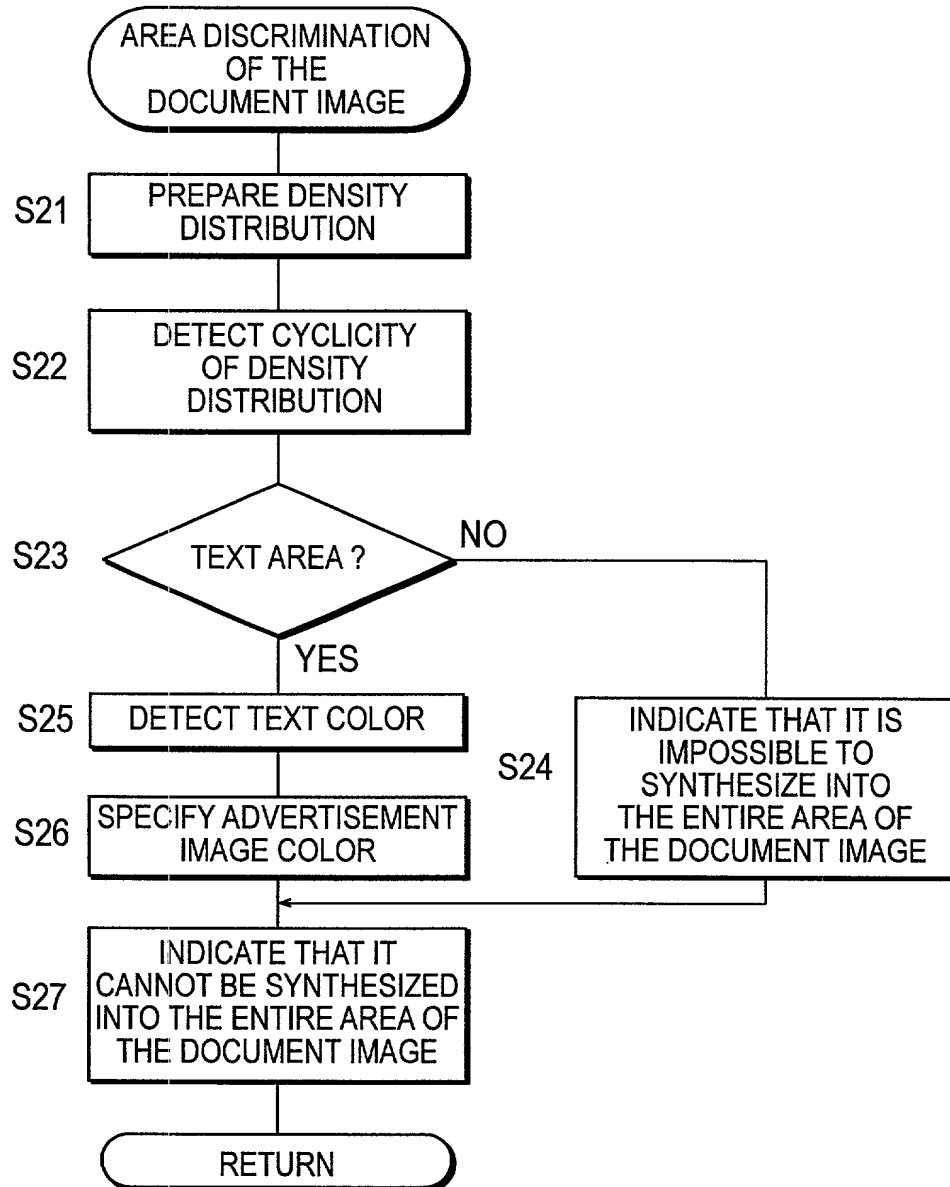 AREA DISCRIMINATION
OF THE
DOCUMENT IMAGE
S21
PREPARE DENSITY
DISTRIBUTION
S22
DETECT CYCLICITY
OF DENSITY
DISTRIBUTION
S23
TEXT AREA ?
NO
YES
S25
DETECT TEXT COLOR
S24
INDICATE THAT IT IS
IMPOSSIBLE TO
SYNTHESIZE INTO
THE ENTIRE AREA OF
THE DOCUMENT IMAGE
S26
SPECIFY ADVERTISEMENT
IMAGE COLOR
S27
INDICATE THAT IT
CANNOT BE SYNTHESIZED
INTO THE ENTIRE AREA OF
THE DOCUMENT IMAGE
RETURN